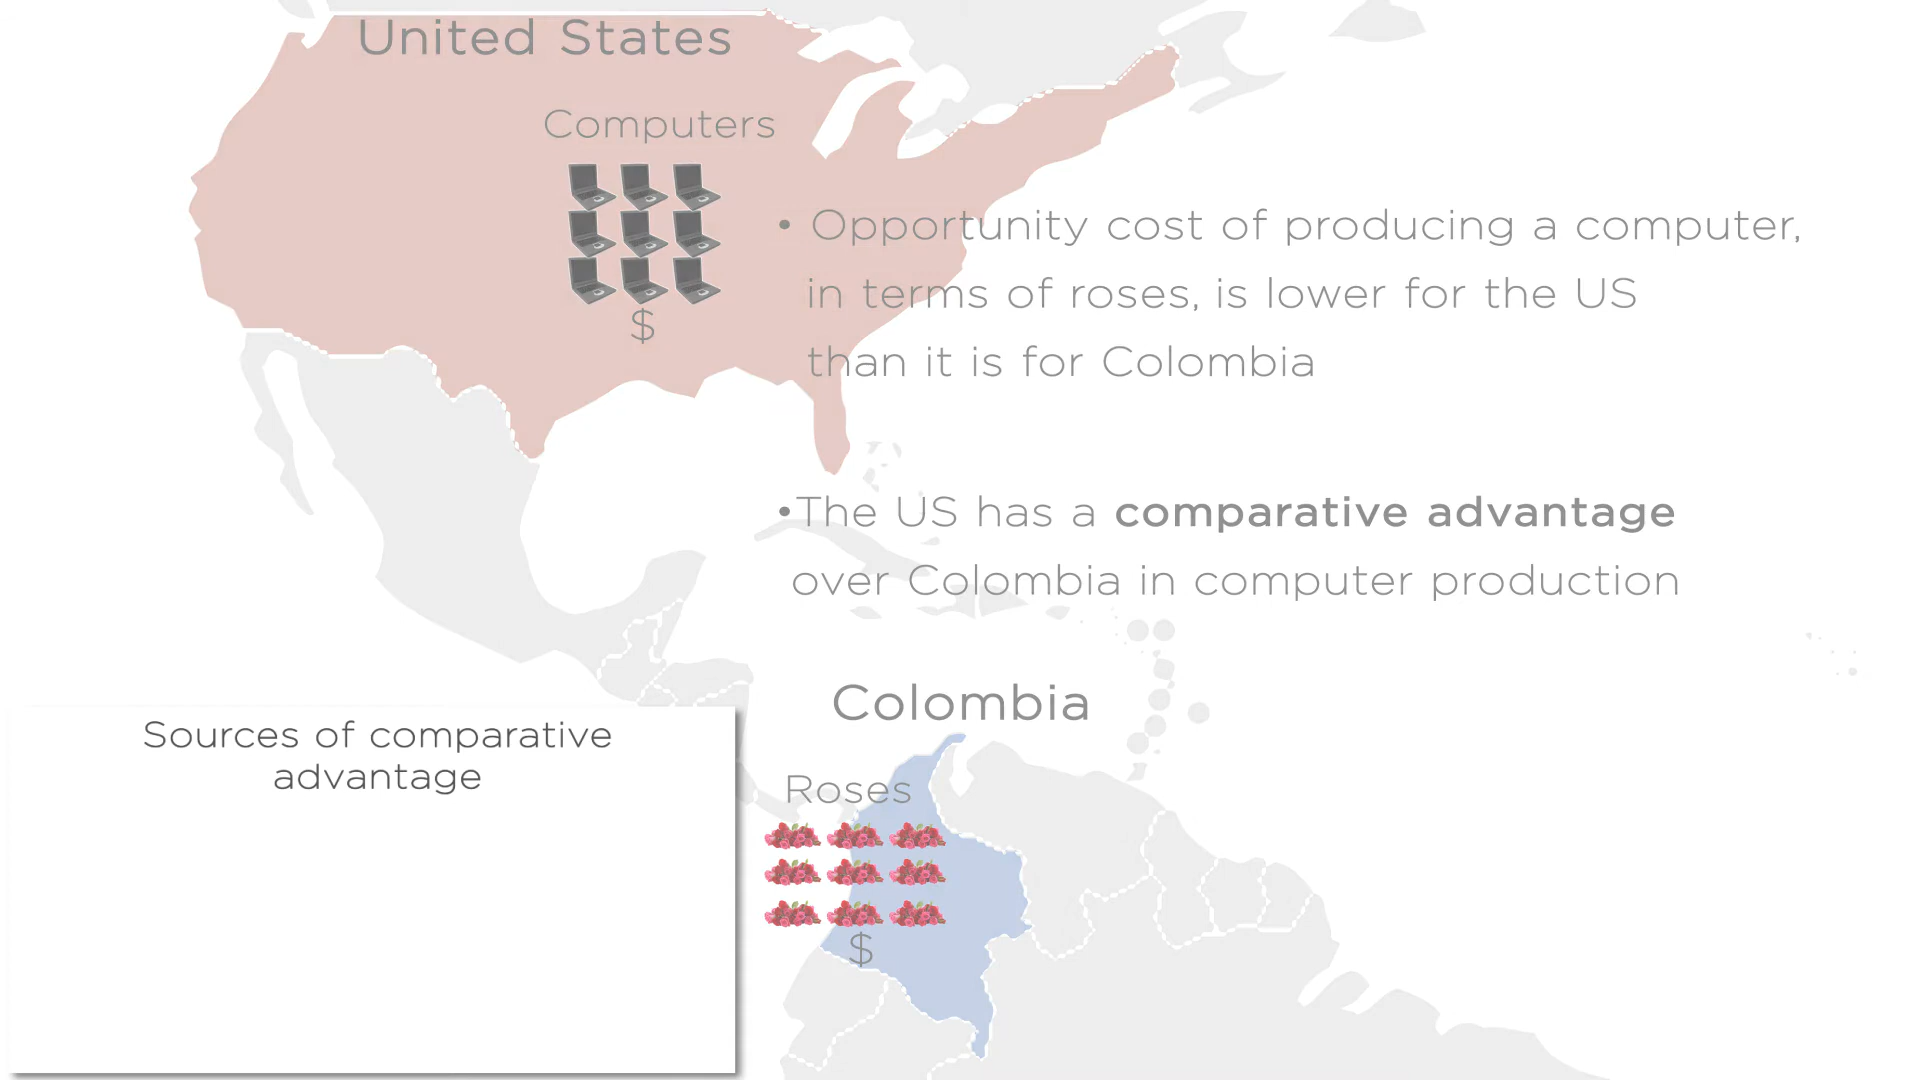 United States
Computers
$
• Opportunity cost of producing a computer,
in terms of roses, is lower for the US
than it is for Colombia
•The US has a comparative advantage
over Colombia in computer production
Colombia
Roses
$
Sources of comparative
advantage